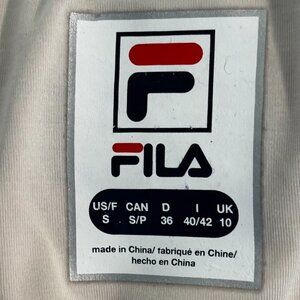 F
FILA
US/F CAN D I UK
S S/P 36 40/42 10
made in China/ fabriqué en Chine/
hecho en China